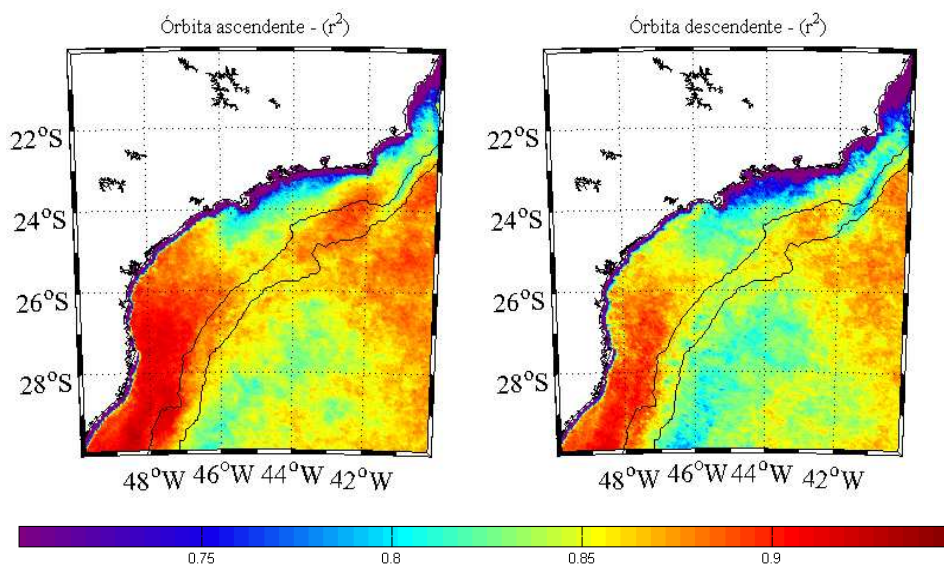 Órbita ascendente - (r²)
Órbita descendente - (r²)
22°S
24°S
26°S
28°S
48°W 46°W 44°W 42°W
22°S
24°S
26°S
28°S
48°W 46°W 44°W 42°W
0.75 0.8 0.85 0.9